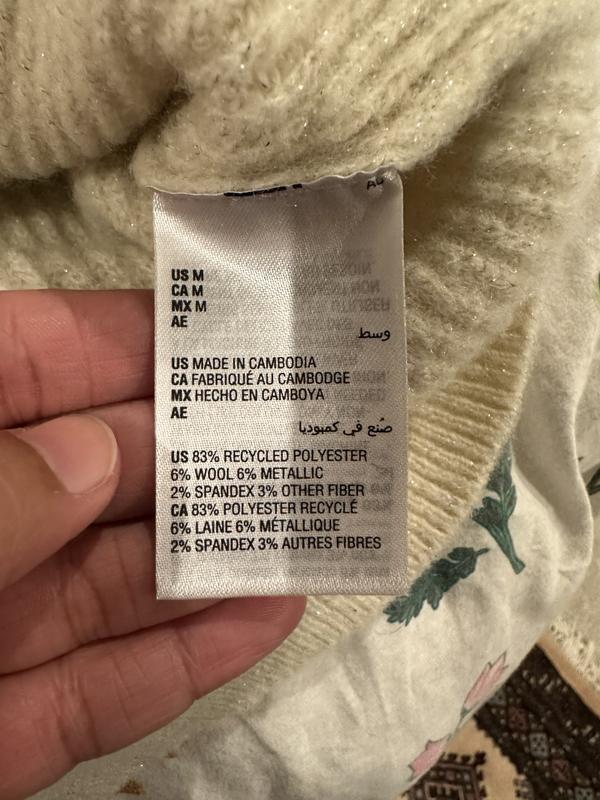 US M
CA M
MX M
AE
وسط
US MADE IN CAMBODIA
CA FABRIQUÉ AU CAMBODGE
MX HECHO EN CAMBOYA
AE
صُنع في كمبوديا
US 83% RECYCLED POLYESTER
6% WOOL 6% METALLIC
2% SPANDEX 3% OTHER FIBER
CA 83% POLYESTER RECYCLÉ
6% LAINE 6% MÉTALLIQUE
2% SPANDEX 3% AUTRES FIBRES